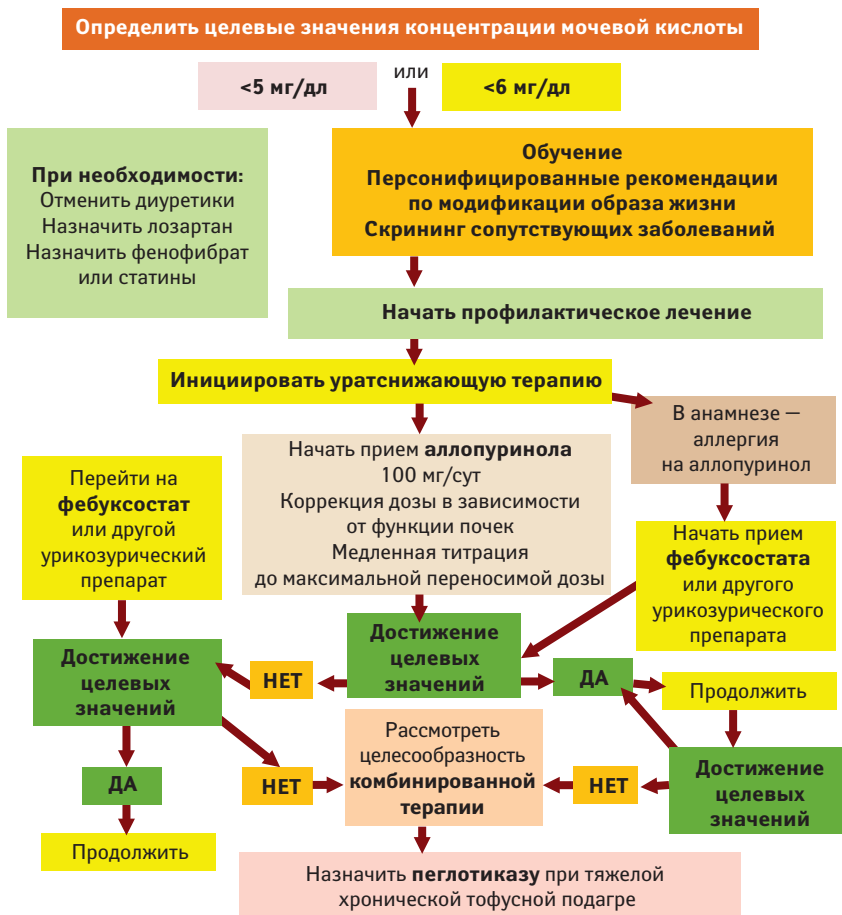 Определить целевые значения концентрации мочевой кислоты
<5 мг/дл
или
<6 мг/дл
При необходимости:
Отменить диуретики
Назначить лозартан
Назначить фенофибрат
или статины
Обучение
Персонифицированные рекомендации
по модификации образа жизни
Скрининг сопутствующих заболеваний
Начать профилактическое лечение
Инициировать уратснижающую терапию
В анамнезе —
аллергия
на аллопуринол
Начать прием аллопуринола
100 мг/сут
Коррекция дозы в зависимости
от функции почек
Медленная титрация
до максимальной переносимой дозы
Перейти на
фебуксостат
или другой
урикозурический
препарат
Начать прием
фебуксостата
или другого
урикозурического
препарата
Достижение
целевых
значений
НЕТ
Достижение
целевых
значений
ДА
Продолжить
ДА
Продолжить
НЕТ
Рассмотреть
целесообразность
комбинированной
терапии
НЕТ
Достижение
целевых
значений
Назначить пеглотиказу при тяжелой
хронической тофусной подагре